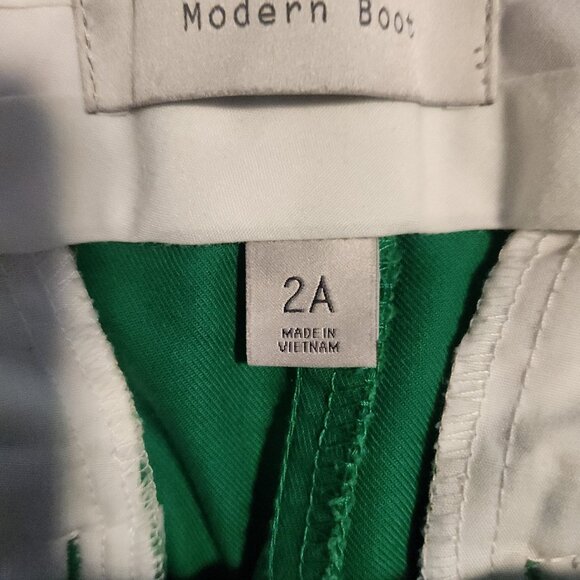 Modern Boot
2A
MADE IN
VIETNAM